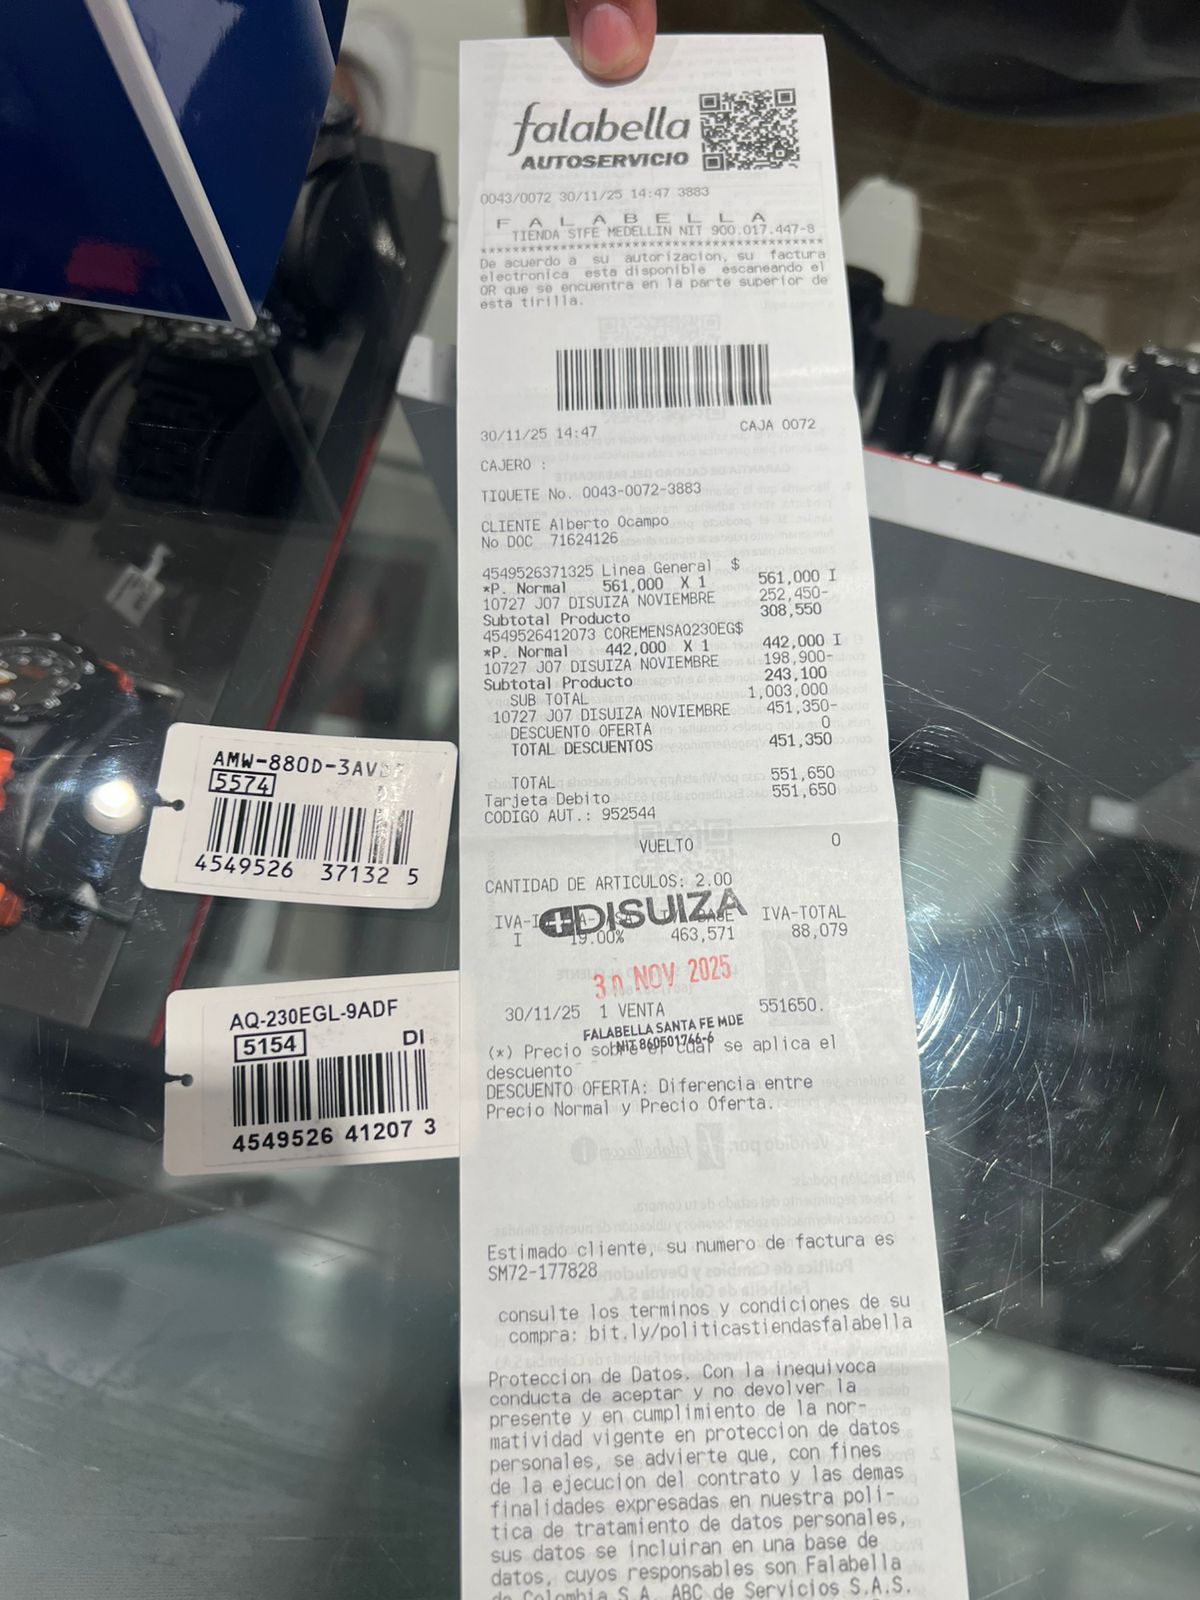 falabella
AUTOSERVICIO
0043/0072 30/11/25 14:47 3883
F A L A B E L L A
TIENDA STFE MEDELLIN NIT 900.017.447-8
****************************************
De acuerdo a su autorizacion, su factura
electronica esta disponible escaneando el
QR que se encuentra en la parte superior de
esta tirilla.
30/11/25 14:47 CAJA 0072
CAJERO :
TIQUETE No. 0043-0072-3883
CLIENTE Alberto Ocampo
No DOC 71624126
4549526371325 Linea General $
*P. Normal 561,000 X 1 561,000 I
10727 J07 DISUIZA NOVIEMBRE 252,450-
Subtotal Producto 308,550
4549526412073 COREMENSAQ230EG$
*P. Normal 442,000 X 1 442,000 I
10727 J07 DISUIZA NOVIEMBRE 198,900-
Subtotal Producto 243,100
SUB TOTAL 1,003,000
10727 J07 DISUIZA NOVIEMBRE 451,350-
DESCUENTO OFERTA 0
TOTAL DESCUENTOS 451,350
TOTAL 551,650
Tarjeta Debito 551,650
CODIGO AUT.: 952544
VUELTO 0
CANTIDAD DE ARTICULOS: 2.00
DISUIZA
IVA-TOTAL
I 19.00% 463,571 88,079
30 NOV 2025
30/11/25 1 VENTA 551650.
FALABELLA SANTA FE MDE
NIT 860501766-6
(*) Precio sobre el cual se aplica el
descuento
DESCUENTO OFERTA: Diferencia entre
Precio Normal y Precio Oferta.
Estimado cliente, su numero de factura es
SM72-177828
consulte los terminos y condiciones de su
compra: bit.ly/politicastiendasfalabella
Proteccion de Datos. Con la inequivoca
conducta de aceptar y no devolver la
presente y en cumplimiento de la nor-
matividad vigente en proteccion de datos
personales, se advierte que, con fines
de la ejecucion del contrato y las demas
finalidades expresadas en nuestra poli-
tica de tratamiento de datos personales,
sus datos se incluiran en una base de
datos, cuyos responsables son Falabella
de Colombia S.A. ABC de Servicios S.A.S.
AMW-880D-3AVDF
5574
4549526 37132 5
AQ-230EGL-9ADF
5154 DI
4549526 41207 3